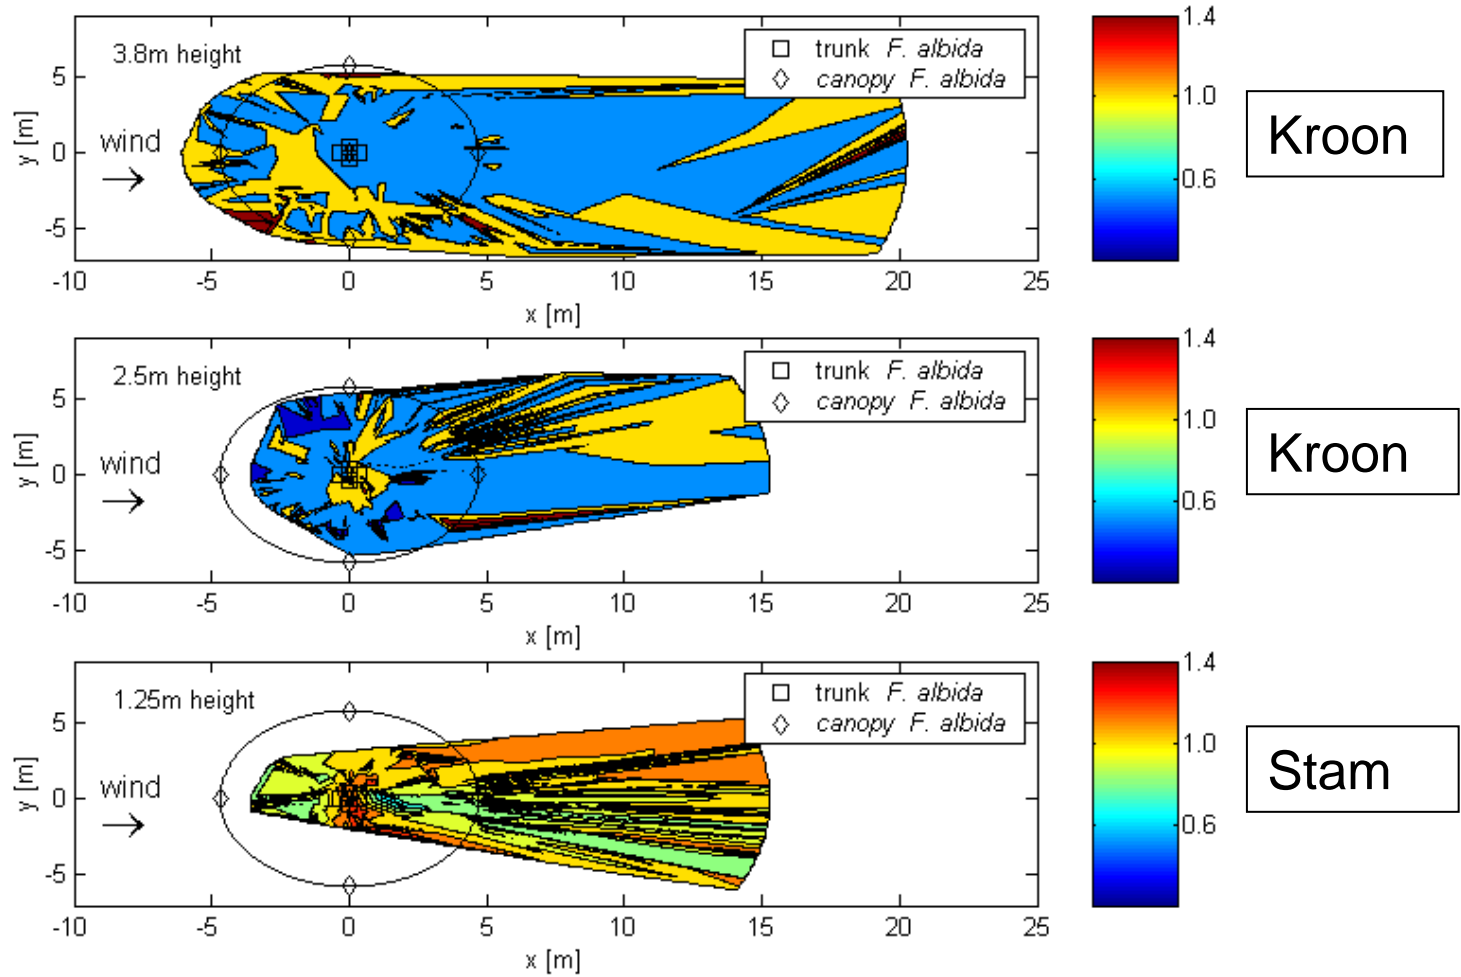 3.8m height
trunk F. albida
canopy F. albida
wind
y [m]
5
0
-5
-10 -5 0 5 10 15 20 25
x [m]
1.4
1.0
0.6
Kroon
2.5m height
trunk F. albida
canopy F. albida
wind
y [m]
5
0
-5
-10 -5 0 5 10 15 20 25
x [m]
1.4
1.0
0.6
Kroon
1.25m height
trunk F. albida
canopy F. albida
wind
y [m]
5
0
-5
-10 -5 0 5 10 15 20 25
x [m]
1.4
1.0
0.6
Stam